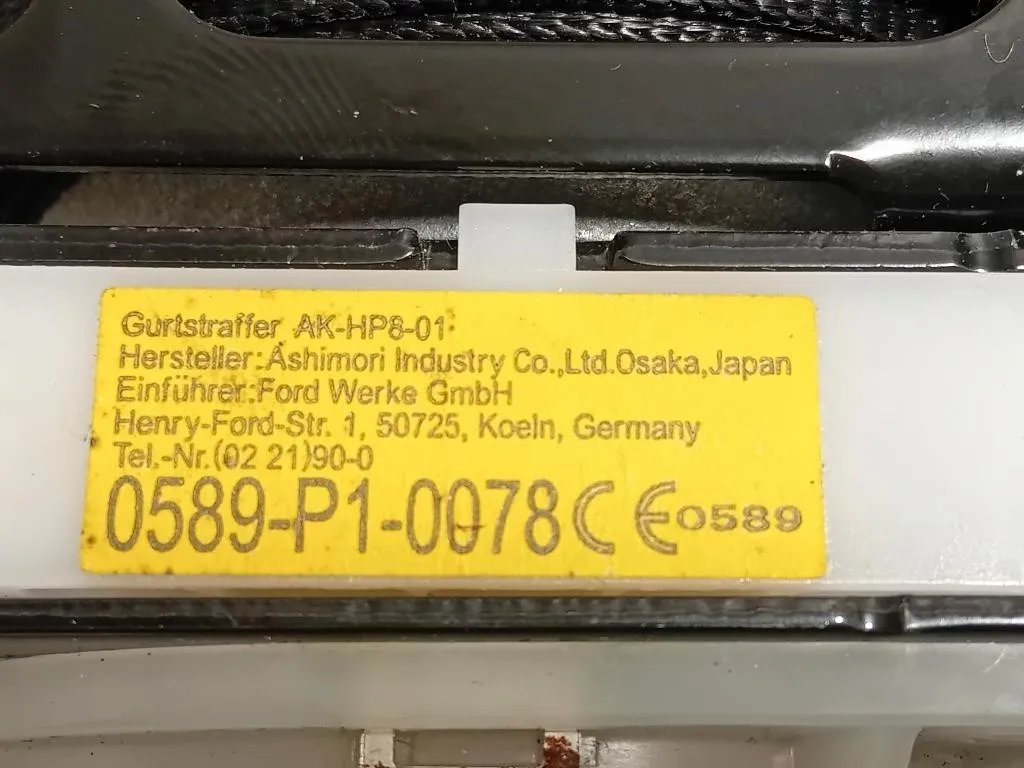 Gurtstraffer AK-HP8-01
Hersteller:Ashimori Industry Co.,Ltd.Osaka,Japan
Einführer:Ford Werke GmbH
Henry-Ford-Str. 1, 50725, Koeln, Germany
Tel.-Nr.(02 21)90-0
0589-P1-0078 CE 0589